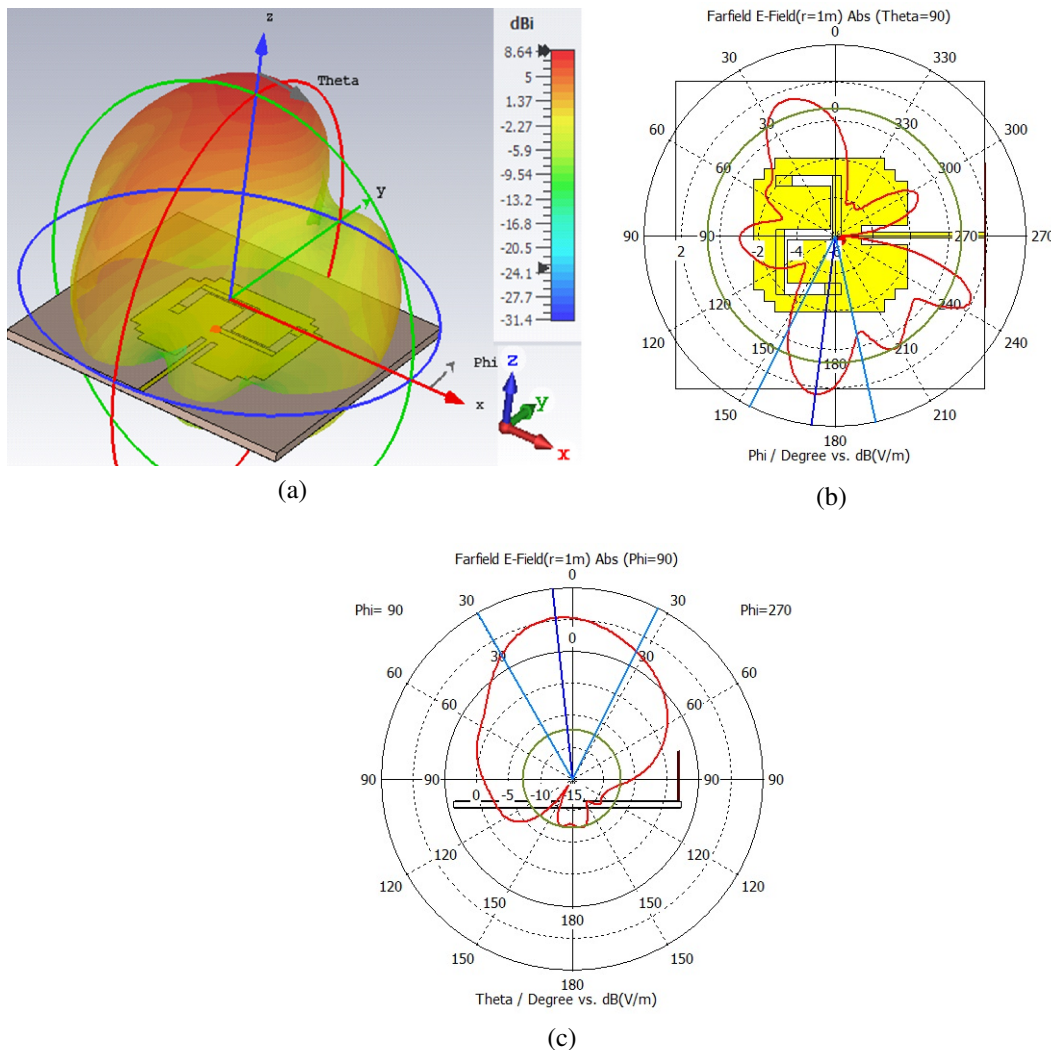 z
Theta
y
x
Phi
z
y
x
dBi
8.64
5
1.37
-2.27
-5.9
-9.54
-13.2
-16.8
-20.5
-24.1
-27.7
-31.4
(a)
Farfield E-Field(r=1m) Abs (Theta=90)
0
30 330
60 300
90 270
120 240
150 210
180
0
30 330
60 300
90 2 -2 -4 -6 270
120 240
150 210
180
Phi / Degree vs. dB(V/m)
(b)
Farfield E-Field(r=1m) Abs (Phi=90)
0
Phi= 90 30 30 Phi=270
0
30 30
60 60
60 60
90 90 90 90
0 -5 -10 -15
120 120
120 120
150 150
180
150 150
180
Theta / Degree vs. dB(V/m)
(c)